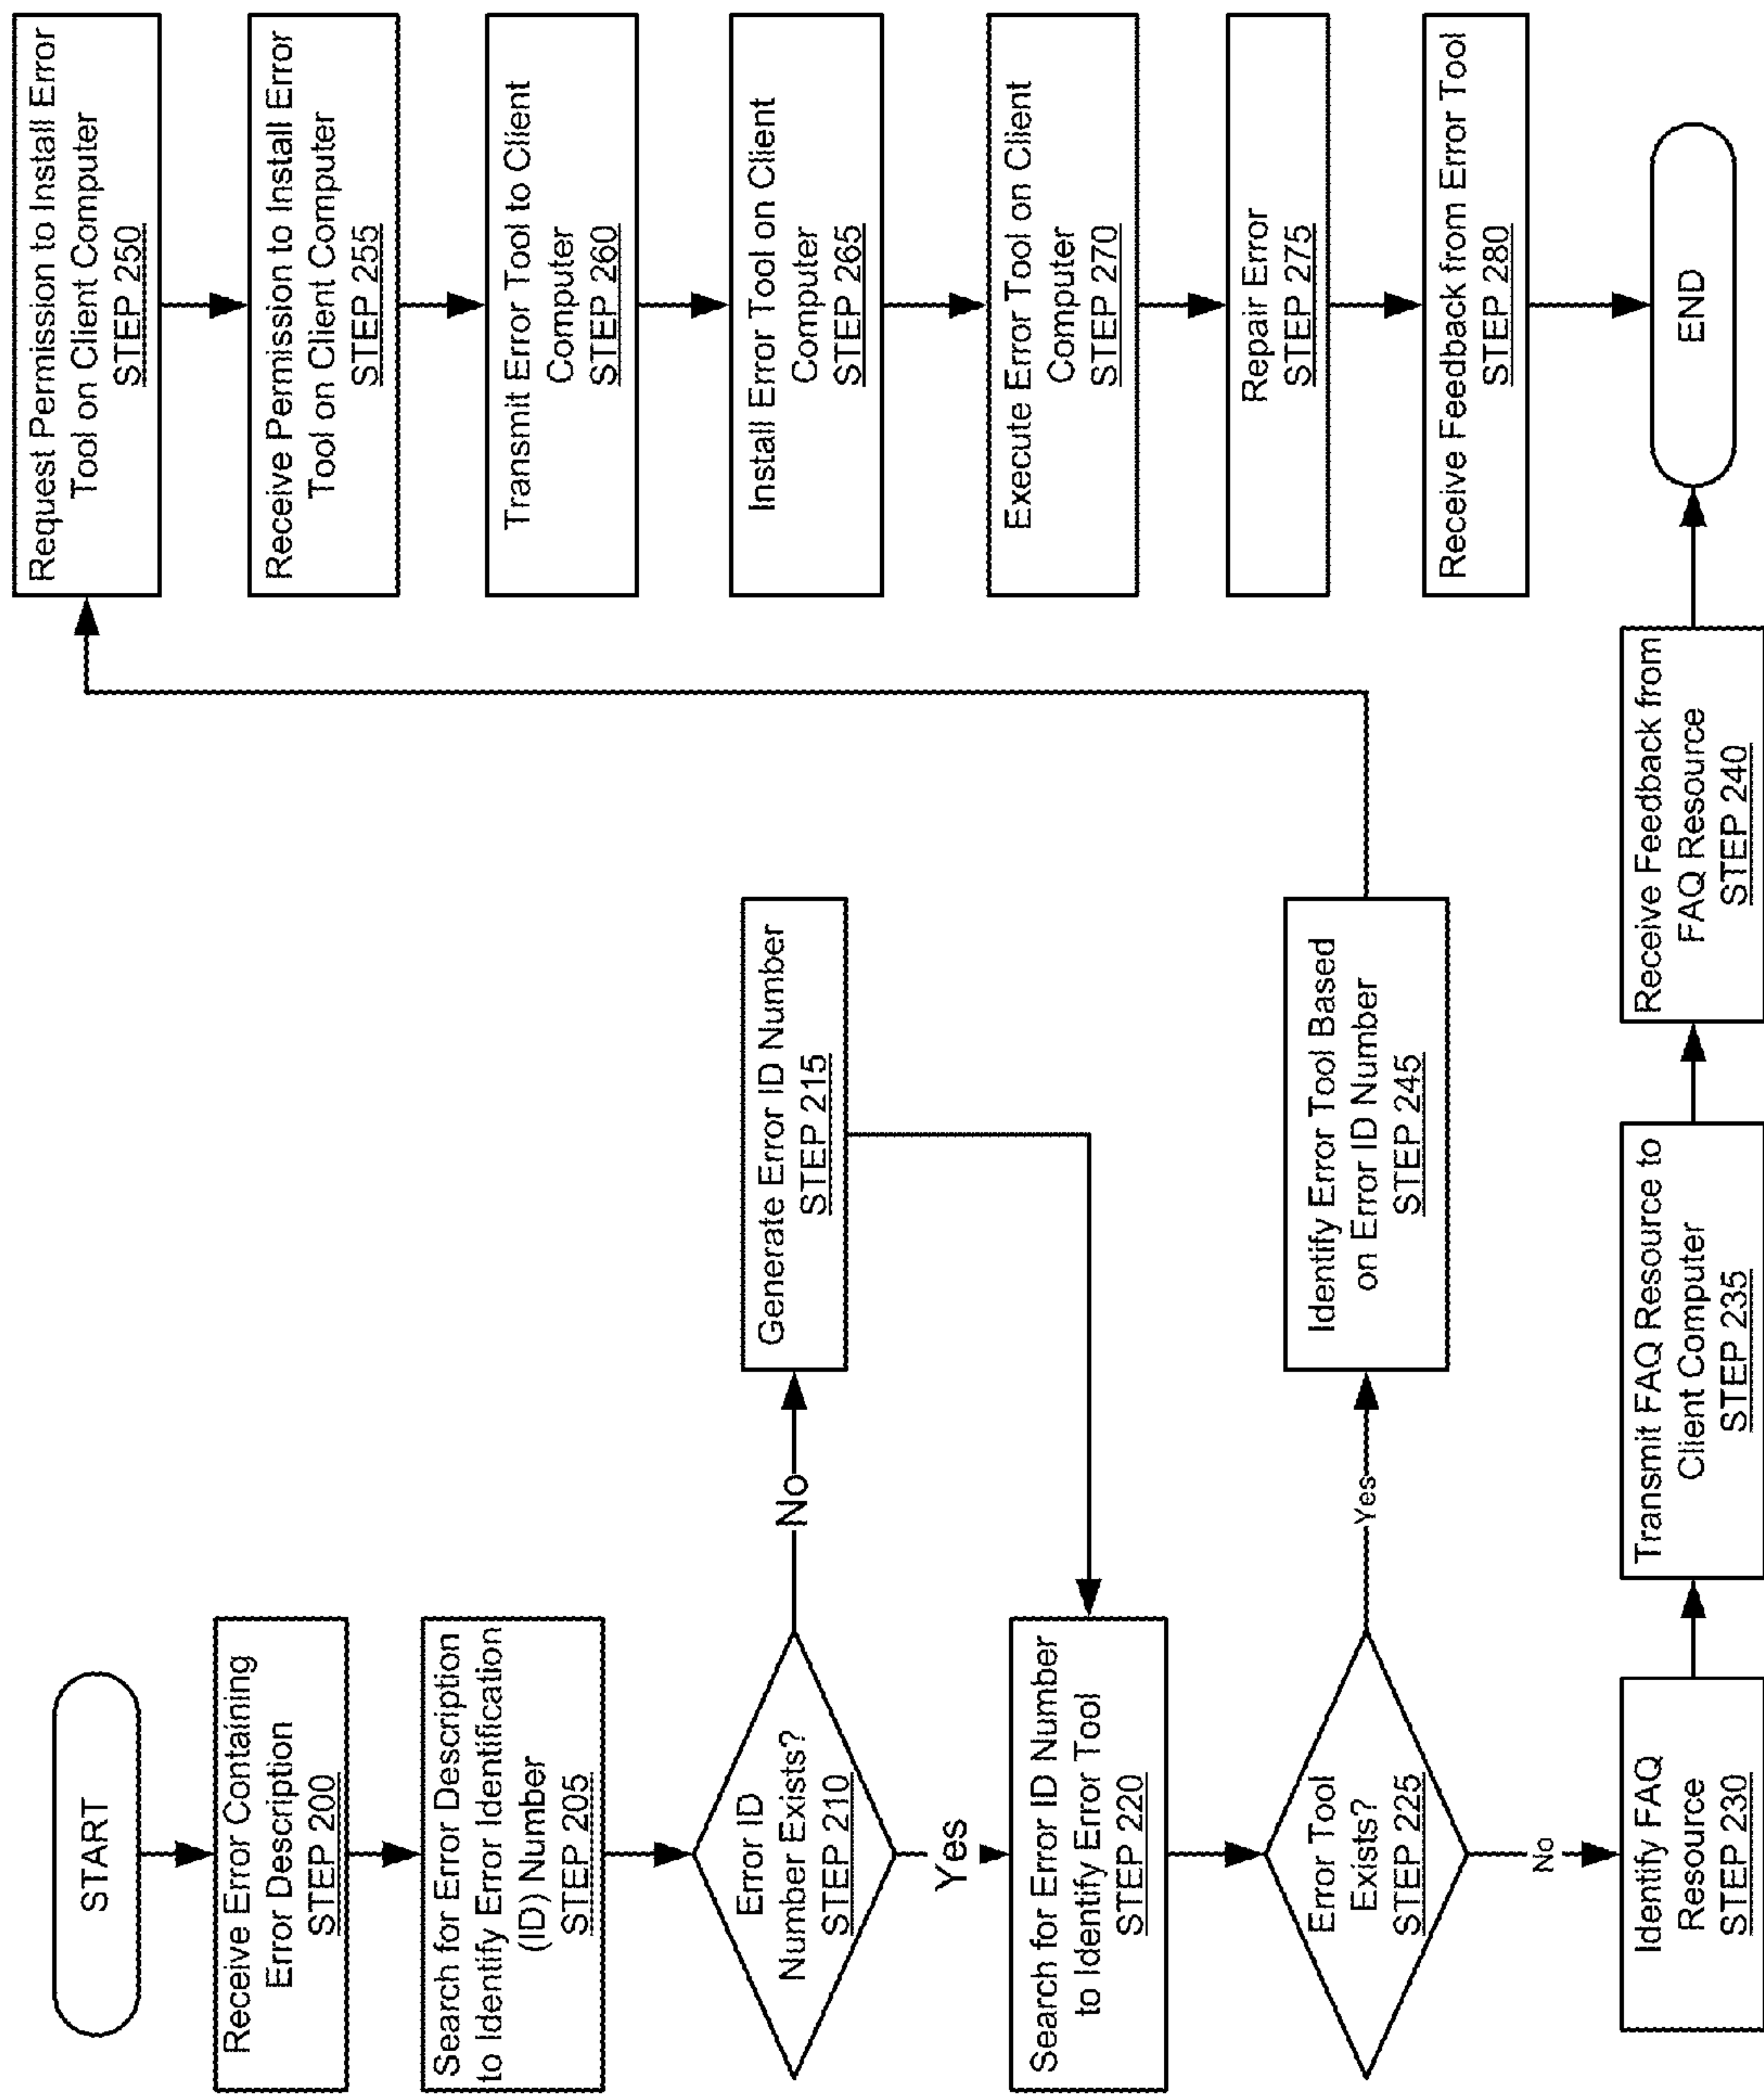 START
Receive Error Containing
Error Description
STEP 200
Search for Error Description
to Identify Error Identification
(ID) Number
STEP 205
Error ID
Number Exists?
STEP 210
No
Generate Error ID Number
STEP 215
Yes
Search for Error ID Number
to Identify Error Tool
STEP 220
Error Tool
Exists?
STEP 225
No
Identify FAQ
Resource
STEP 230
Transmit FAQ Resource to
Client Computer
STEP 235
Receive Feedback from
FAQ Resource
STEP 240
Yes
Identify Error Tool Based
on Error ID Number
STEP 245
Request Permission to Install Error
Tool on Client Computer
STEP 250
Receive Permission to Install Error
Tool on Client Computer
STEP 255
Transmit Error Tool to Client
Computer
STEP 260
Install Error Tool on Client
Computer
STEP 265
Execute Error Tool on Client
Computer
STEP 270
Repair Error
STEP 275
Receive Feedback from Error Tool
STEP 280
END